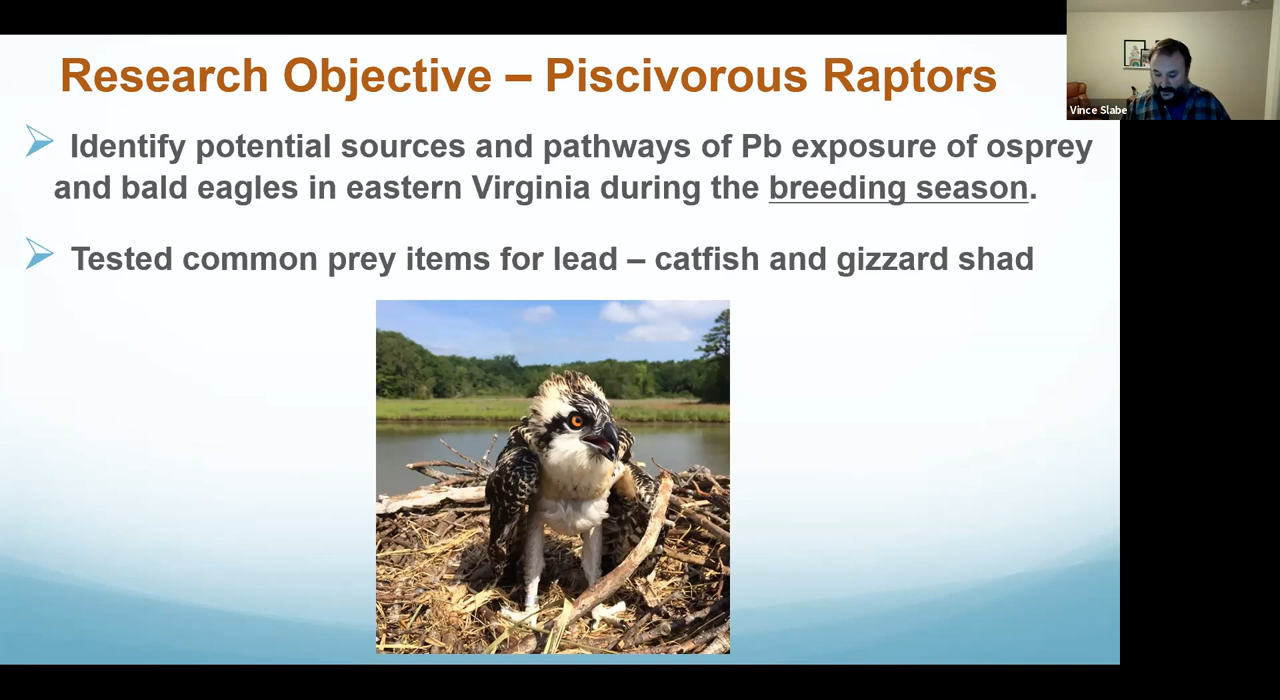 Research Objective – Piscivorous Raptors
Vince Slabe
Identify potential sources and pathways of Pb exposure of osprey
and bald eagles in eastern Virginia during the breeding season.
Tested common prey items for lead – catfish and gizzard shad